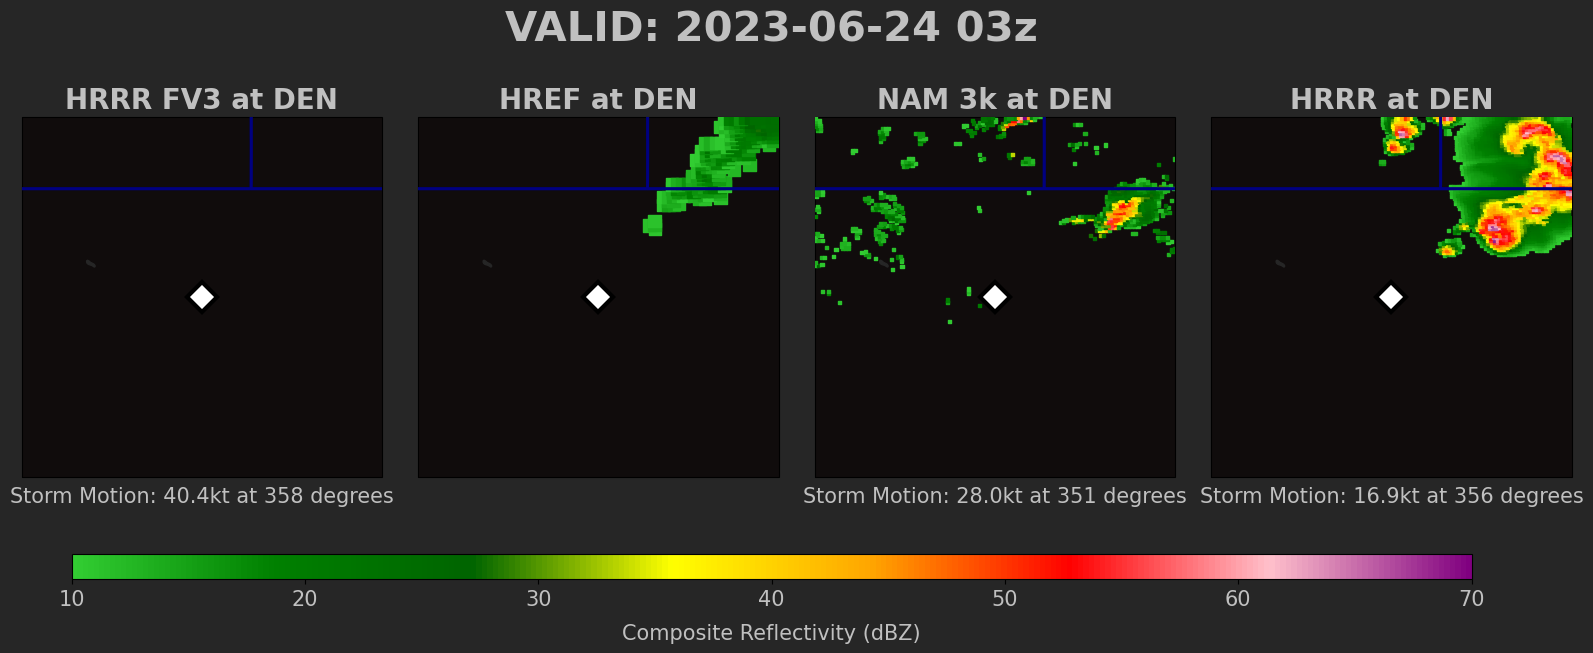 VALID: 2023-06-24 03z
HRRR FV3 at DEN
HREF at DEN
NAM 3k at DEN
HRRR at DEN
Storm Motion: 40.4kt at 358 degrees
Storm Motion: 28.0kt at 351 degrees
Storm Motion: 16.9kt at 356 degrees
10 20 30 40 50 60 70
Composite Reflectivity (dBZ)